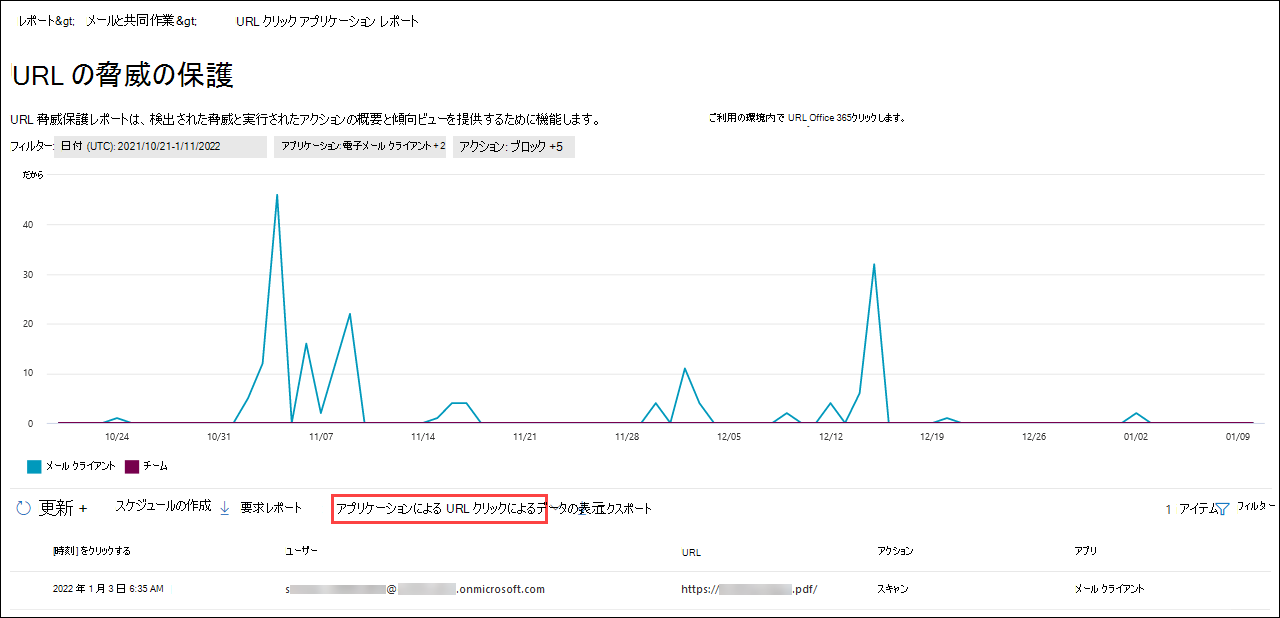 レポート&gt; メールと共同作業&gt; URL クリック アプリケーション レポート
URL の脅威の保護
URL 脅威保護レポートは、検出された脅威と実行されたアクションの概要と傾向ビューを提供するために機能します。 ご利用の環境内で URL Office 365クリックします。
フィルター: 日付 (UTC): 2021/10/21-1/11/2022 アプリケーション:電子メール クライアント+2 アクション: ブロック +5
だから
40
30
20
10
0
10/24 10/31 11/07 11/14 11/21 11/28 12/05 12/12 12/19 12/26 01/02 01/09
メール クライアント チーム
更新 + スケジュールの作成 要求レポート アプリケーションによる URL クリックによるデータの表示 エクスポート 1 アイテム フィルター
[時刻] をクリックする ユーザー URL アクション アプリ
2022 年 1 月 3 日 6:35 AM s @ .onmicrosoft.com https:// .pdf/ スキャン メール クライアント